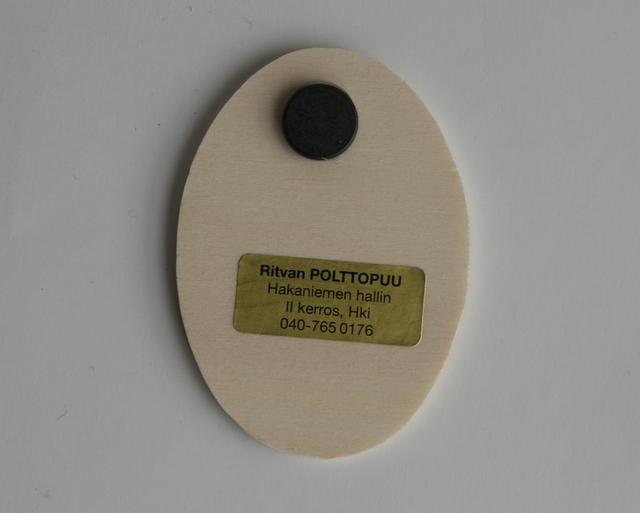 Ritvan POLTTOPUU
Hakaniemen hallin
II kerros, Hki
040-765 0176